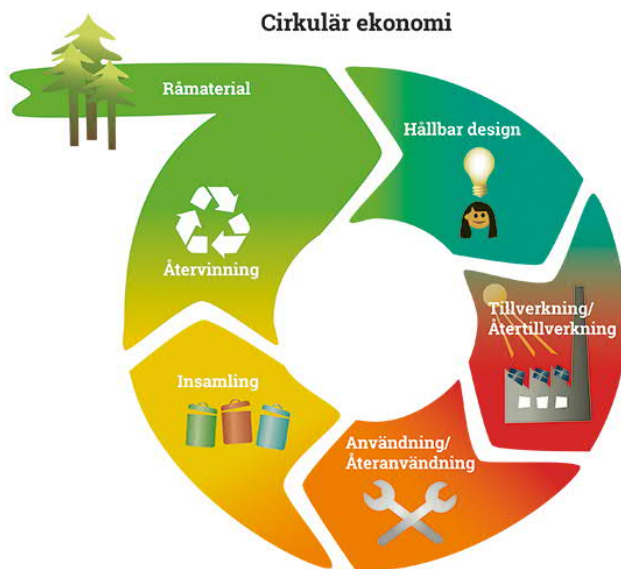 Cirkulär ekonomi
Råmaterial
Hållbar design
Tillverkning/
Återtillverkning
Användning/
Återanvändning
Insamling
Återvinning